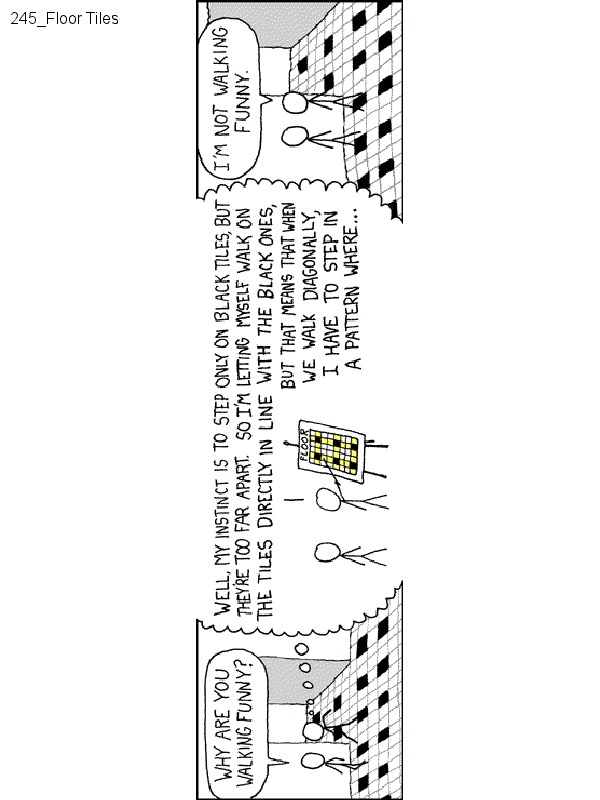 245_Floor Tiles
WHY ARE YOU
WALKING FUNNY?
WELL, MY INSTINCT IS TO STEP ONLY ON BLACK TILES, BUT
THEY'RE TOO FAR APART. SO I'M LETTING MYSELF WALK ON
THE TILES DIRECTLY IN LINE WITH THE BLACK ONES,
BUT THAT MEANS THAT WHEN
WE WALK DIAGONALLY,
I HAVE TO STEP IN
A PATTERN WHERE...
FLOOR
I'M NOT WALKING
FUNNY.